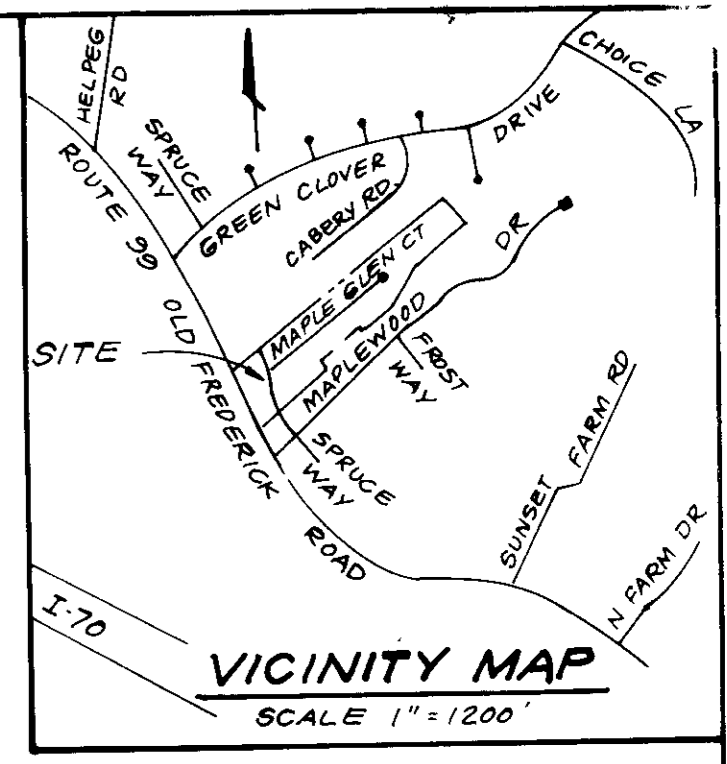 HELPEG
RD
CHOICE LA
SPRUCE
WAY
DRIVE
ROUTE 99
GREEN CLOVER
CABERY RD.
DR
MAPLE GLEN CT
OLD FREDERICK
SITE
MAPLEWOOD
FROST
WAY
SPRUCE
WAY
SUNSET FARM RD
ROAD
N FARM DR
I-70
VICINITY MAP
SCALE 1"=1200'